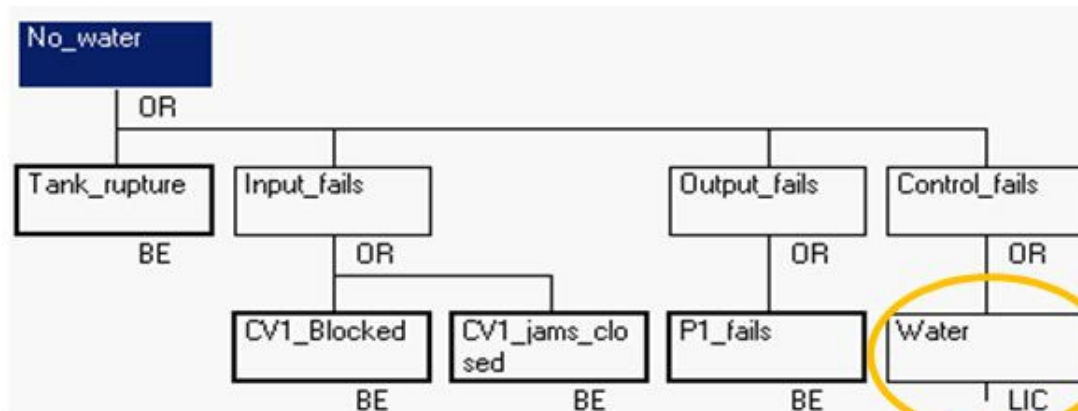 No_water
OR
Tank_rupture
Input_fails
Output_fails
Control_fails
BE
OR
OR
OR
CV1_Blocked
CV1_jams_clo
sed
P1_fails
Water
BE
BE
BE
LIC